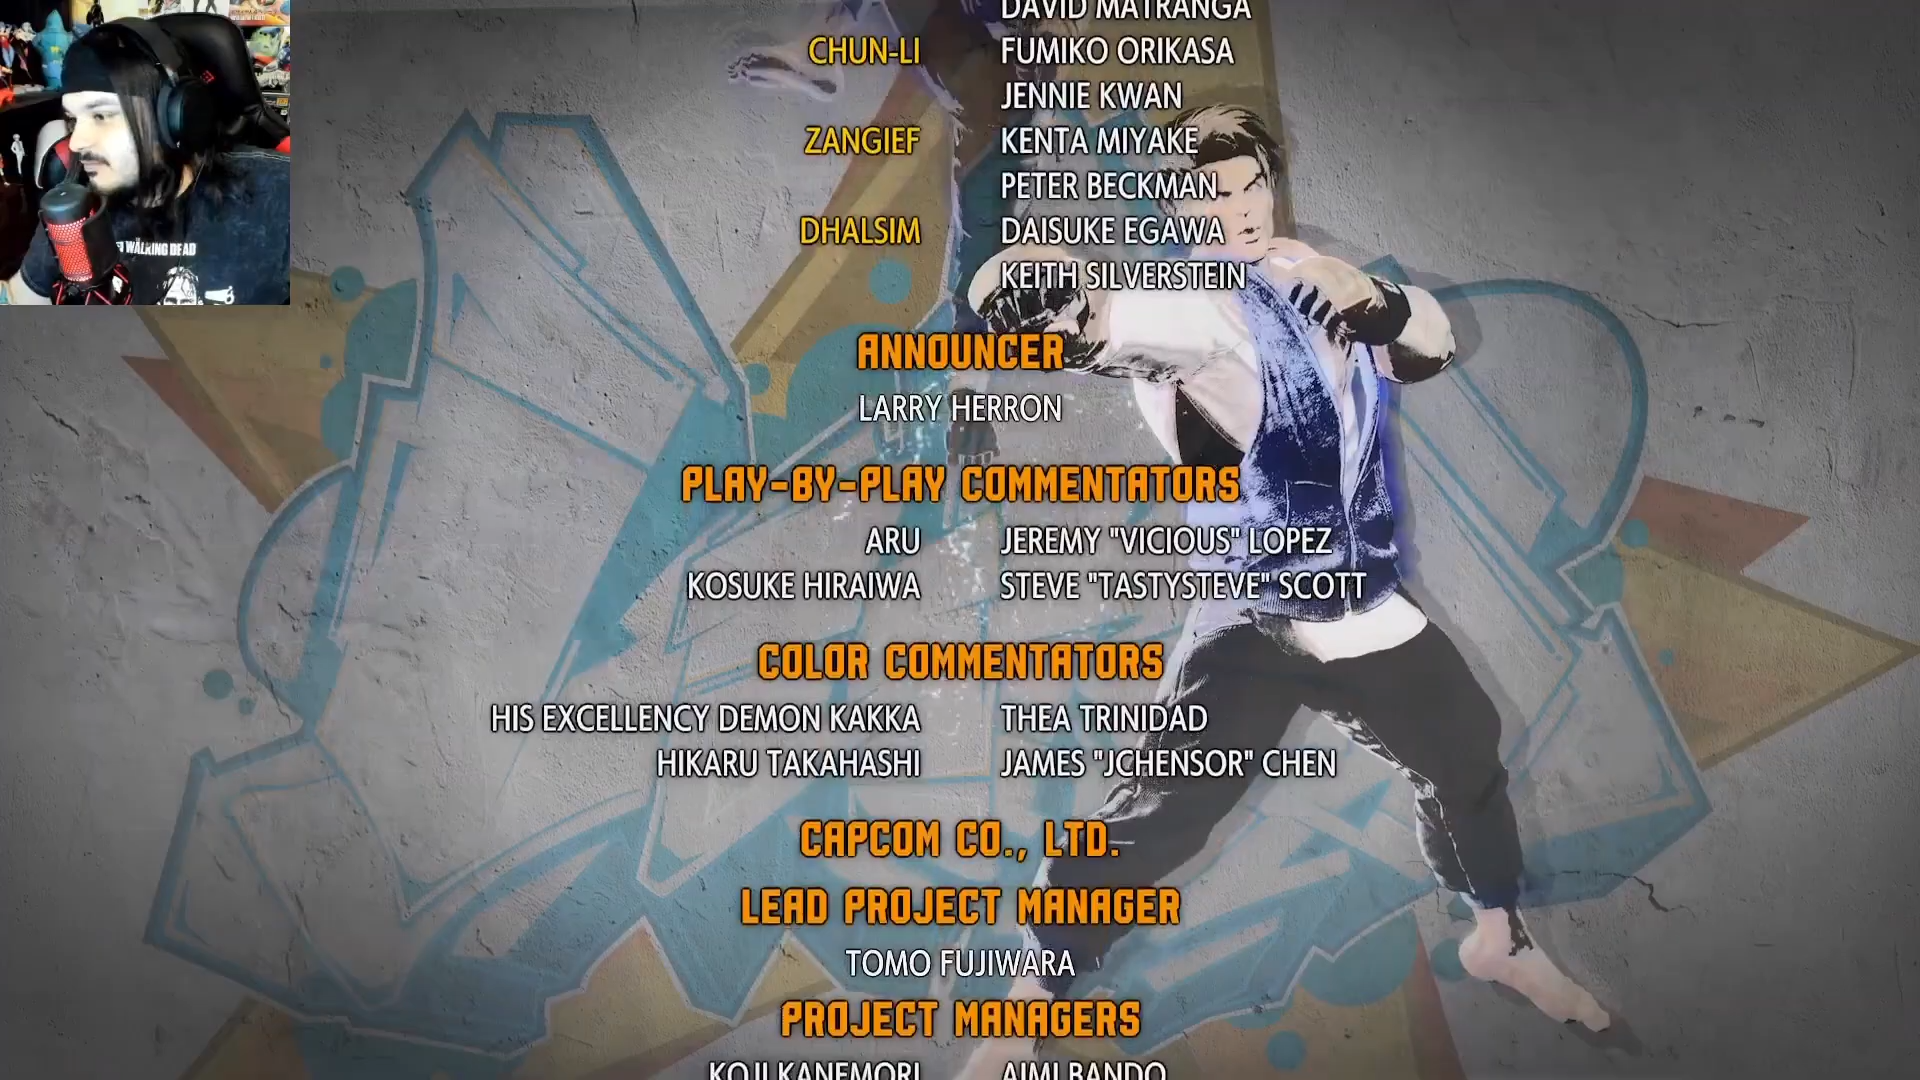 DAVID MATRANGA
CHUN-LI FUMIKO ORIKASA
JENNIE KWAN
ZANGIEF KENTA MIYAKE
PETER BECKMAN
DHALSIM DAISUKE EGAWA
KEITH SILVERSTEIN
ANNOUNCER
LARRY HERRON
PLAY-BY-PLAY COMMENTATORS
ARU JEREMY "VICIOUS" LOPEZ
KOSUKE HIRAIWA STEVE "TASTYSTEVE" SCOTT
COLOR COMMENTATORS
HIS EXCELLENCY DEMON KAKKA THEA TRINIDAD
HIKARU TAKAHASHI JAMES "JCHENSOR" CHEN
CAPCOM CO., LTD.
LEAD PROJECT MANAGER
TOMO FUJIWARA
PROJECT MANAGERS
KOJI KANEMORI AIMI BANDO
WALKING DEAD